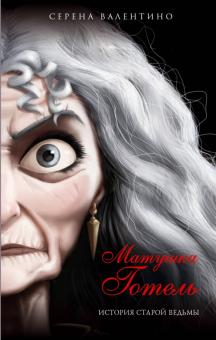 СЕРЕНА ВАЛЕНТИНО
Матушка
Готель
ИСТОРИЯ СТАРОЙ ВЕДЬМЫ